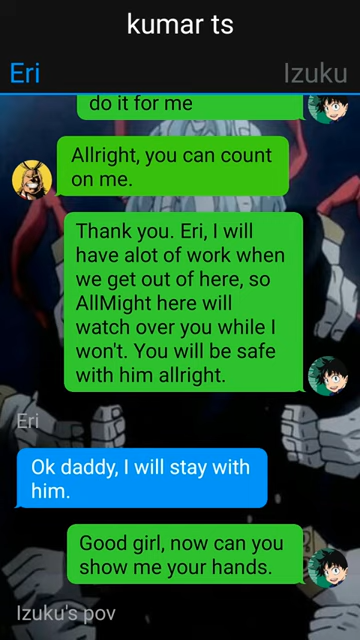 kumar ts
Eri
Izuku
do it for me
Allright, you can count
on me.
Thank you. Eri, I will
have alot of work when
we get out of here, so
AllMight here will
watch over you while I
won't. You will be safe
with him allright.
Eri
Ok daddy, I will stay with
him.
Good girl, now can you
show me your hands.
Izuku's pov